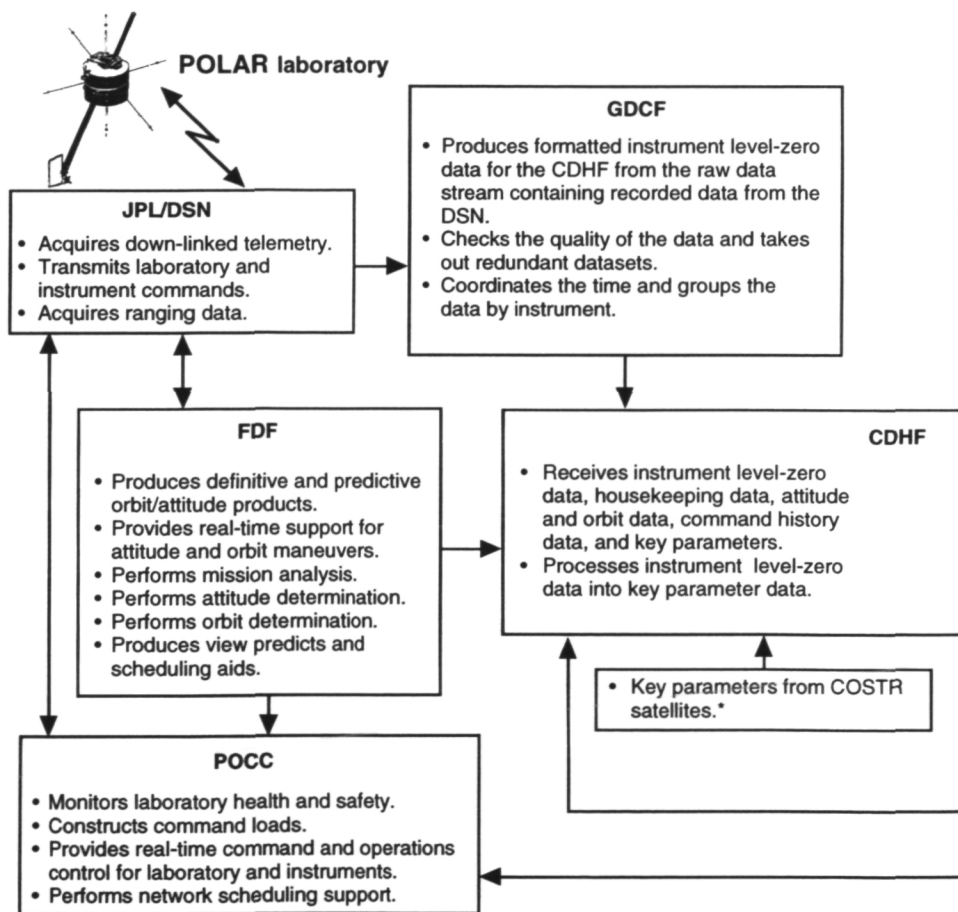 POLAR laboratory
GDCF
• Produces formatted instrument level-zero
data for the CDHF from the raw data
stream containing recorded data from the
DSN.
• Checks the quality of the data and takes
out redundant datasets.
• Coordinates the time and groups the
data by instrument.
JPL/DSN
• Acquires down-linked telemetry.
• Transmits laboratory and
instrument commands.
• Acquires ranging data.
FDF
• Produces definitive and predictive
orbit/attitude products.
• Provides real-time support for
attitude and orbit maneuvers.
• Performs mission analysis.
• Performs attitude determination.
• Performs orbit determination.
• Produces view predicts and
scheduling aids.
CDHF
• Receives instrument level-zero
data, housekeeping data, attitude
and orbit data, command history
data, and key parameters.
• Processes instrument level-zero
data into key parameter data.
• Key parameters from COSTR
satellites.*
POCC
• Monitors laboratory health and safety.
• Constructs command loads.
• Provides real-time command and operations
control for laboratory and instruments.
• Performs network scheduling support.